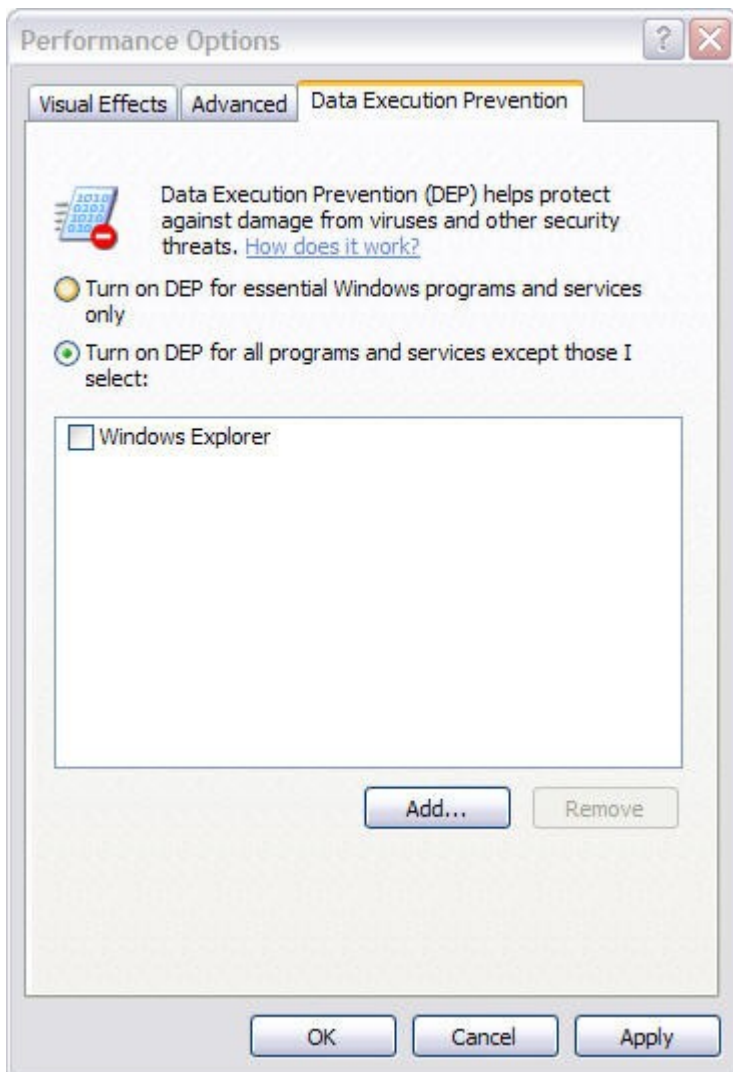 Performance Options
?
Visual Effects Advanced Data Execution Prevention
Data Execution Prevention (DEP) helps protect
against damage from viruses and other security
threats. How does it work?
Turn on DEP for essential Windows programs and services
only
Turn on DEP for all programs and services except those I
select:
Windows Explorer
Add... Remove
OK Cancel Apply